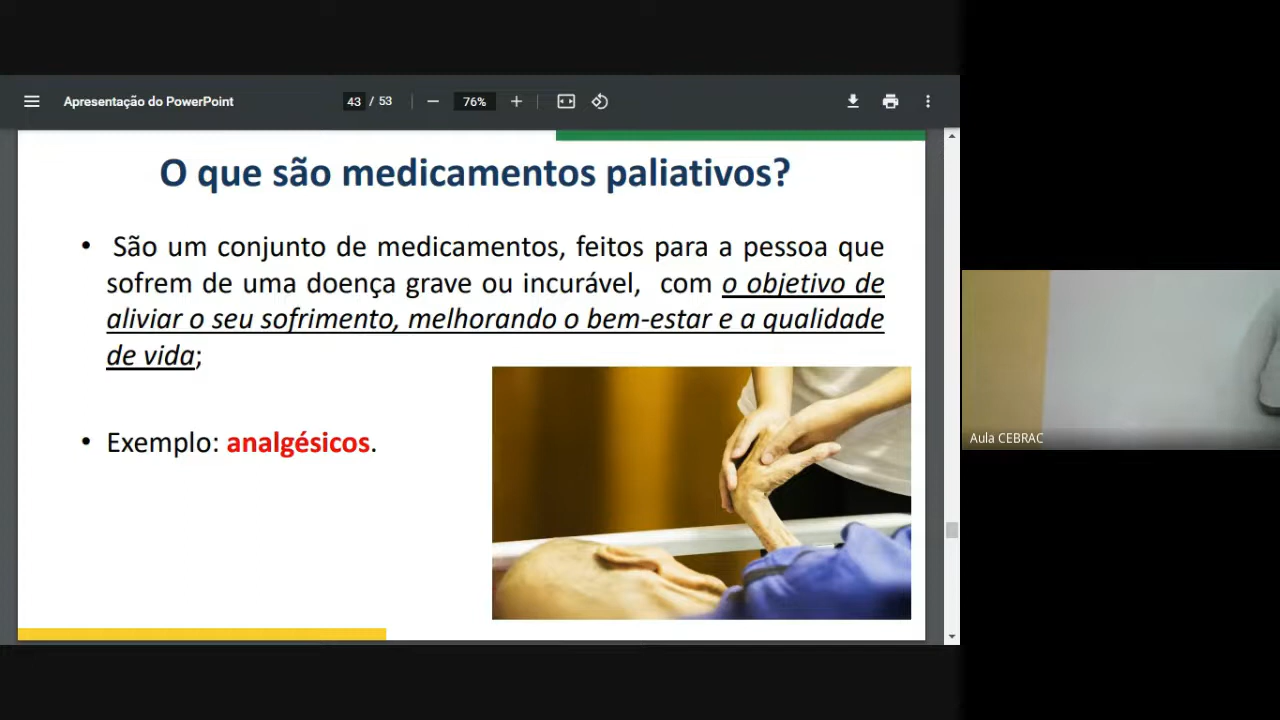 Apresentação do PowerPoint
43 / 53
76%
O que são medicamentos paliativos?
• São um conjunto de medicamentos, feitos para a pessoa que
sofrem de uma doença grave ou incurável, com o objetivo de
aliviar o seu sofrimento, melhorando o bem-estar e a qualidade
de vida;
• Exemplo: analgésicos.
Aula CEBRAC